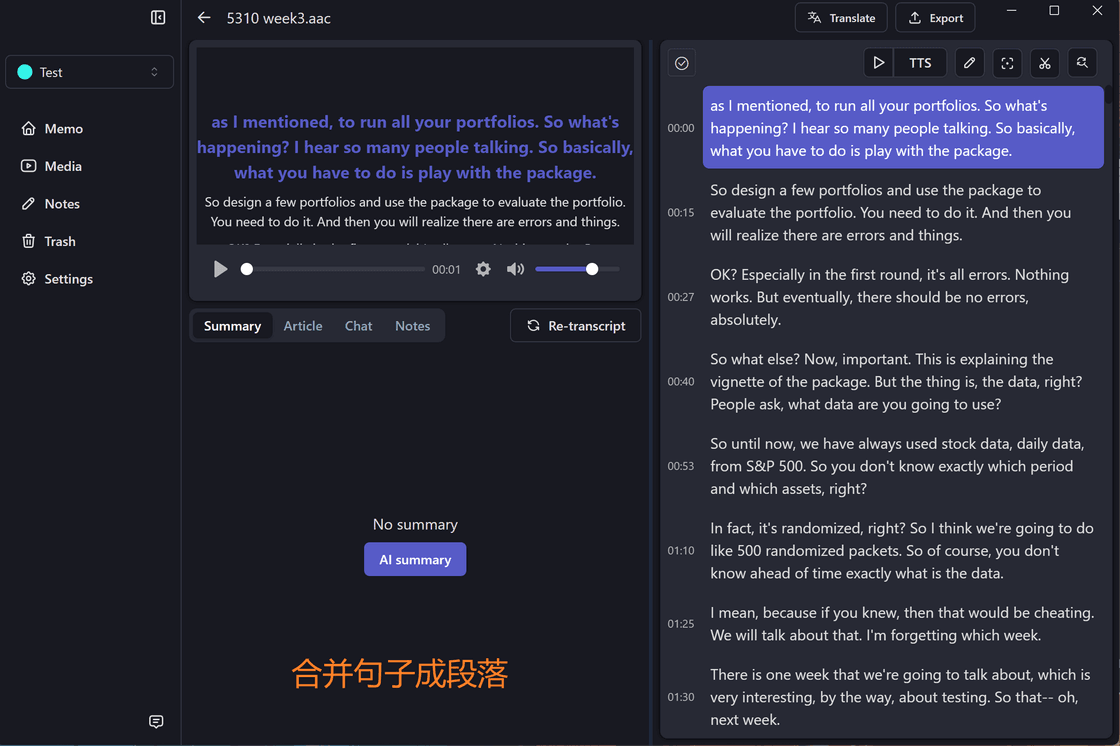 5310 week3.aac
Translate
Export
Test
Memo
Media
Notes
Trash
Settings
as I mentioned, to run all your portfolios. So what's
happening? I hear so many people talking. So basically,
what you have to do is play with the package.
So design a few portfolios and use the package to evaluate the portfolio.
You need to do it. And then you will realize there are errors and things.
00:01
Summary
Article
Chat
Notes
Re-transcript
No summary
AI summary
合并句子成段落
TTS
00:00
as I mentioned, to run all your portfolios. So what's
happening? I hear so many people talking. So basically,
what you have to do is play with the package.
00:15
So design a few portfolios and use the package to
evaluate the portfolio. You need to do it. And then you
will realize there are errors and things.
00:27
OK? Especially in the first round, it's all errors. Nothing
works. But eventually, there should be no errors,
absolutely.
00:40
So what else? Now, important. This is explaining the
vignette of the package. But the thing is, the data, right?
People ask, what data are you going to use?
00:53
So until now, we have always used stock data, daily data,
from S&P 500. So you don't know exactly which period
and which assets, right?
01:10
In fact, it's randomized, right? So I think we're going to do
like 500 randomized packets. So of course, you don't
know ahead of time exactly what is the data.
01:25
I mean, because if you knew, then that would be cheating.
We will talk about that. I'm forgetting which week.
01:30
There is one week that we're going to talk about, which is
very interesting, by the way, about testing. So that-- oh,
next week.